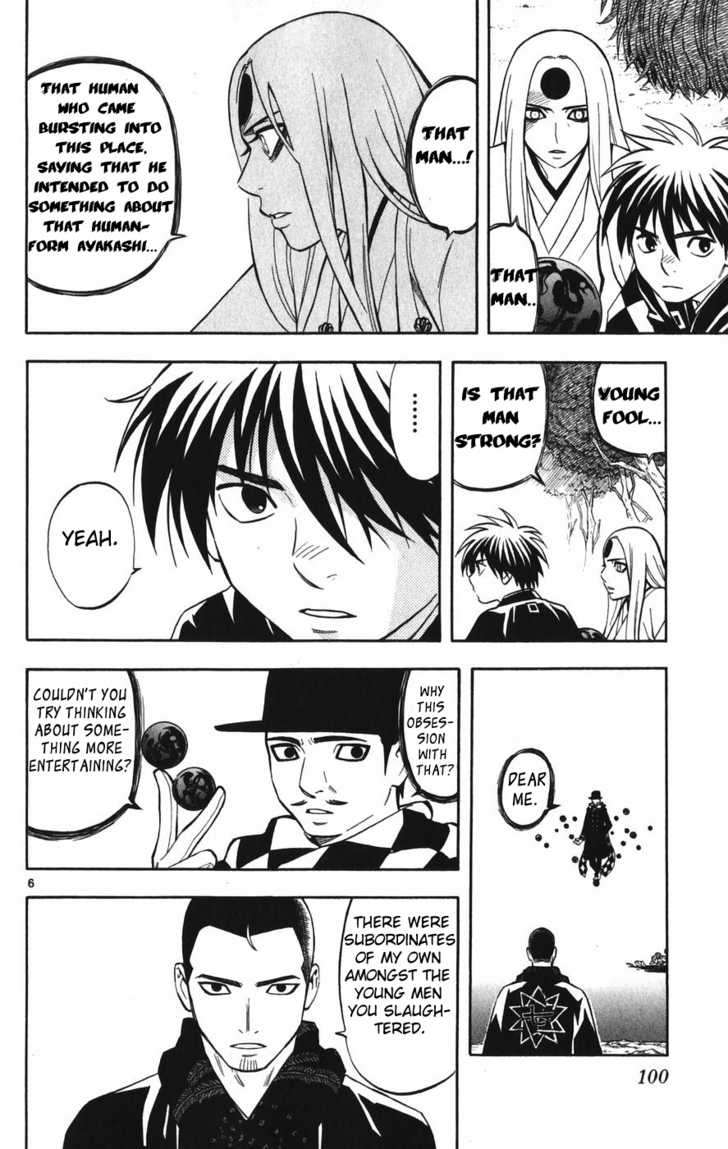 THAT
MAN..
THAT
MAN...!
THAT HUMAN
WHO CAME
BURSTING INTO
THIS PLACE,
SAYING THAT HE
INTENDED TO DO
SOMETHING ABOUT
THAT HUMAN-
FORM AYAKASHI...
YOUNG
FOOL...
IS THAT
MAN
STRONG?
........
YEAH.
DEAR
ME.
WHY
THIS
OBSES-
SION
WITH
THAT?
COULDN'T YOU
TRY THINKING
ABOUT SOME-
THING MORE
ENTERTAINING?
6
THERE WERE
SUBORDINATES
OF MY OWN
AMONGST THE
YOUNG MEN
YOU SLAUGH-
TERED.
100